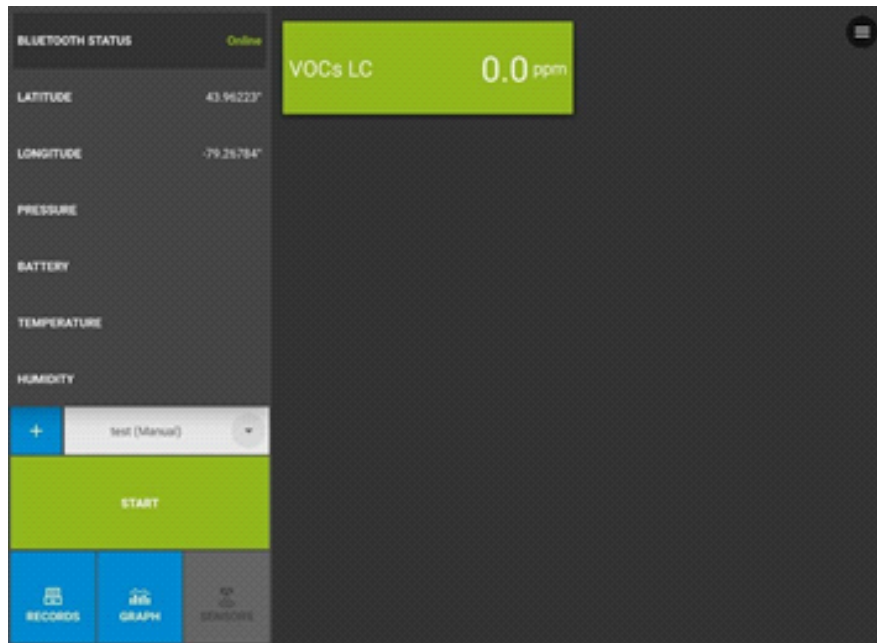 BLUETOOTH STATUS Online
VOCs LC 0.0 ppm
LATITUDE 43.96223°
LONGITUDE -79.26784°
PRESSURE
BATTERY
TEMPERATURE
HUMIDITY
+ test (Manual)
START
RECORDS GRAPH SENSORS